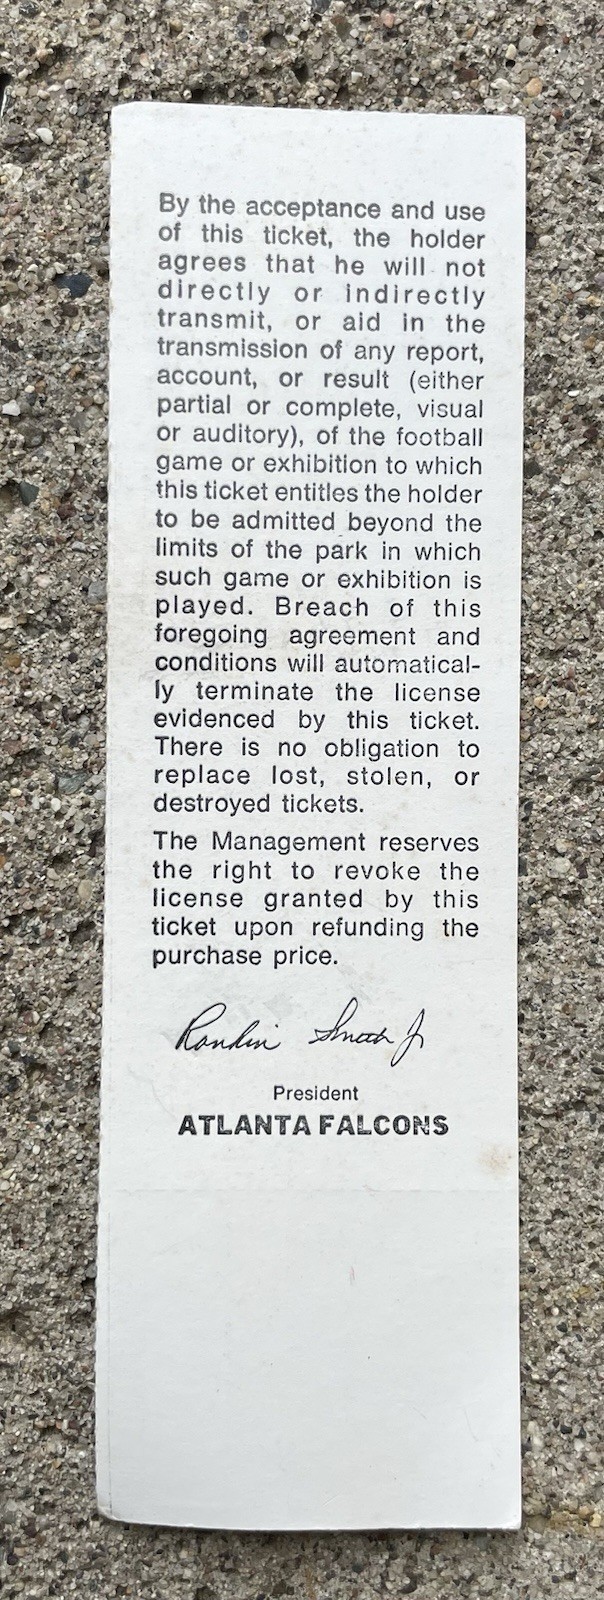 By the acceptance and use
of this ticket, the holder
agrees that he will not
directly or indirectly
transmit, or aid in the
transmission of any report,
account, or result (either
partial or complete, visual
or auditory), of the football
game or exhibition to which
this ticket entitles the holder
to be admitted beyond the
limits of the park in which
such game or exhibition is
played. Breach of this
foregoing agreement and
conditions will automatical-
ly terminate the license
evidenced by this ticket.
There is no obligation to
replace lost, stolen, or
destroyed tickets.
The Management reserves
the right to revoke the
license granted by this
ticket upon refunding the
purchase price.
Rankin Smith Jr
President
ATLANTA FALCONS